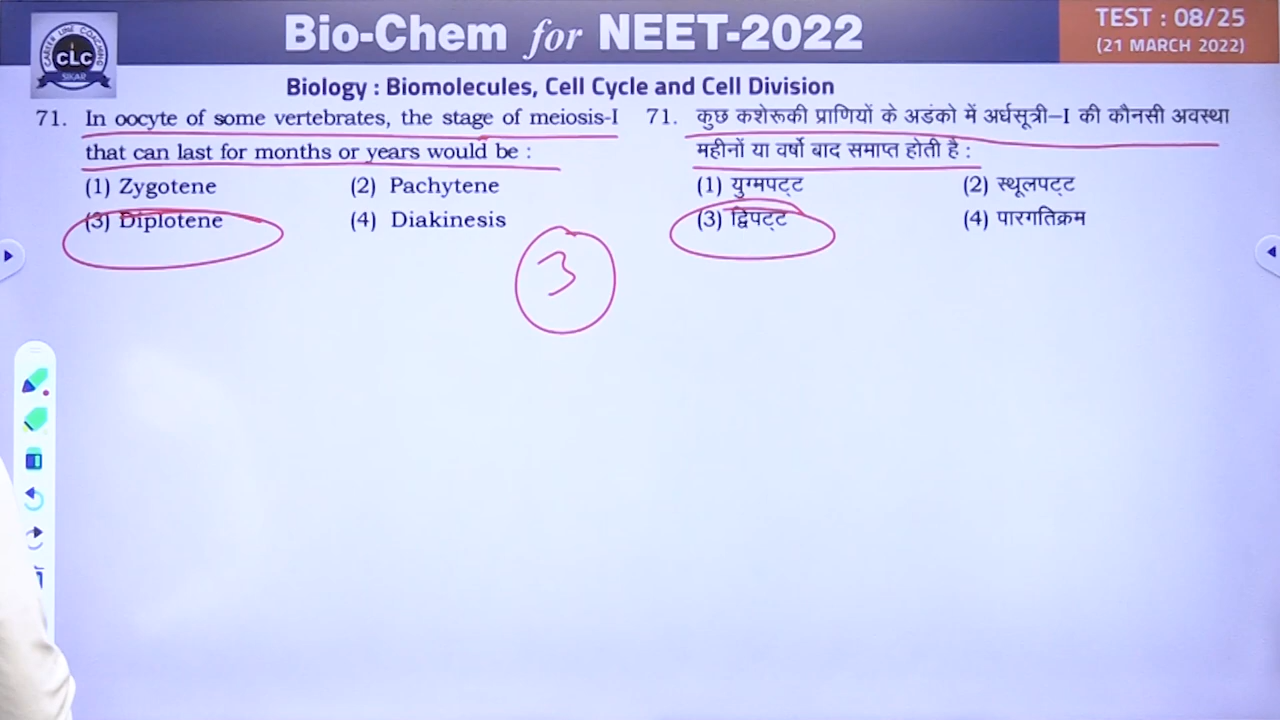 Bio-Chem for NEET-2022
TEST : 08/25
(21 MARCH 2022)
CAREER LINE COACHING
CLC
SIKAR
Biology : Biomolecules, Cell Cycle and Cell Division
71. In oocyte of some vertebrates, the stage of meiosis-I
that can last for months or years would be :
(1) Zygotene (2) Pachytene
(3) Diplotene (4) Diakinesis
3
71. कुछ कशेरूकी प्राणियों के अडंको में अर्धसूत्री-I की कौनसी अवस्था
महीनों या वर्षो बाद समाप्त होती है :
(1) युग्मपट्ट (2) स्थूलपट्ट
(3) द्विपट्ट (4) पारगतिक्रम